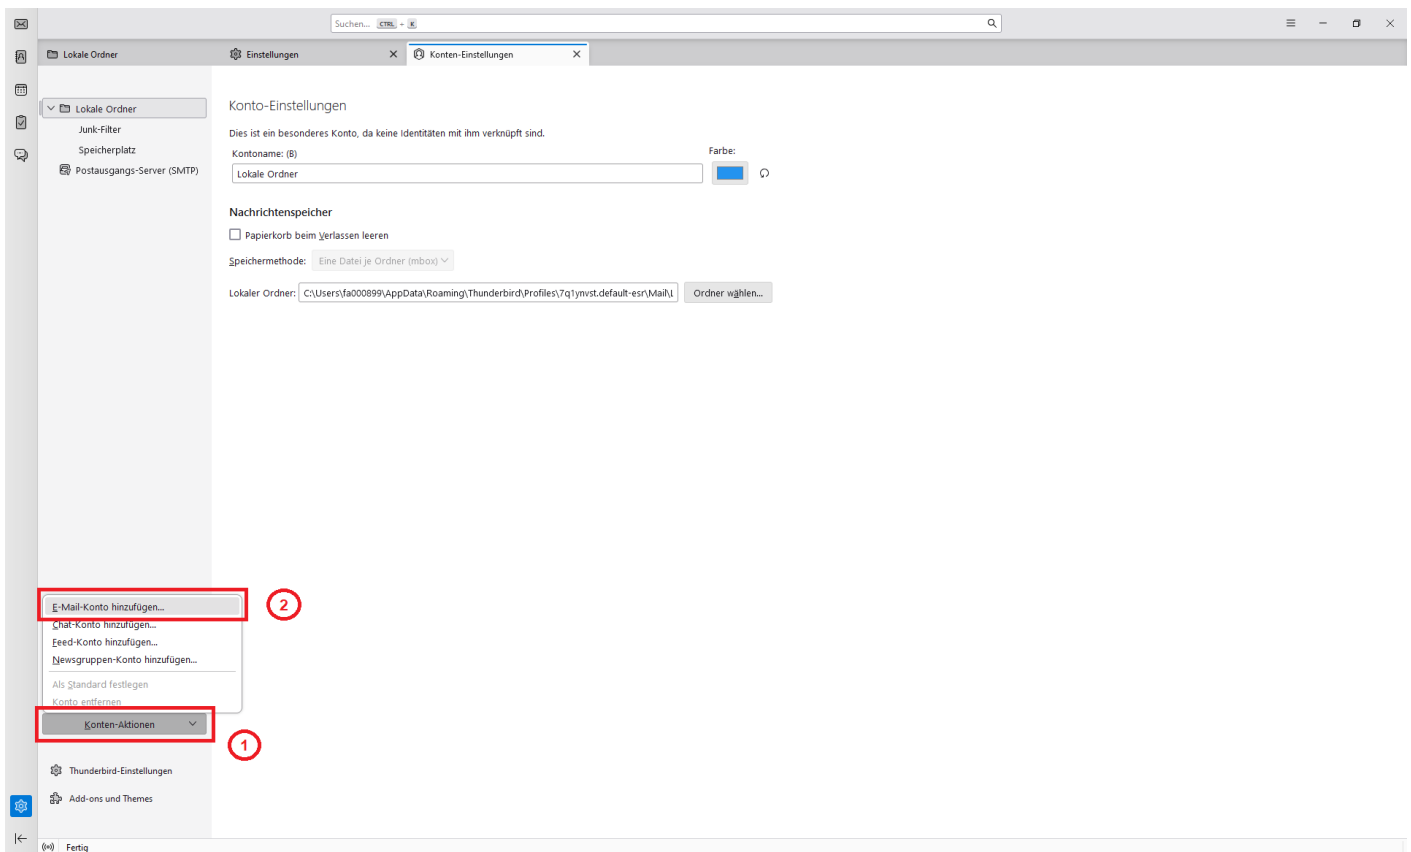 Suchen... CTRL + K
Lokale Ordner
Einstellungen
Konten-Einstellungen
Lokale Ordner
Junk-Filter
Speicherplatz
Postausgangs-Server (SMTP)
Konto-Einstellungen
Dies ist ein besonderes Konto, da keine Identitäten mit ihm verknüpft sind.
Kontoname: (B)
Farbe:
Lokale Ordner
Nachrichtenspeicher
Papierkorb beim Verlassen leeren
Speichermethode: Eine Datei je Ordner (mbox)
Lokaler Ordner: C:\Users\fa000899\AppData\Roaming\Thunderbird\Profiles\7q1ynvst.default-esr\Mail\L Ordner wählen...
E-Mail-Konto hinzufügen...
2
Chat-Konto hinzufügen...
Feed-Konto hinzufügen...
Newsgruppen-Konto hinzufügen...
Als Standard festlegen
Konto entfernen
Konten-Aktionen
1
Thunderbird-Einstellungen
Add-ons und Themes
Fertig